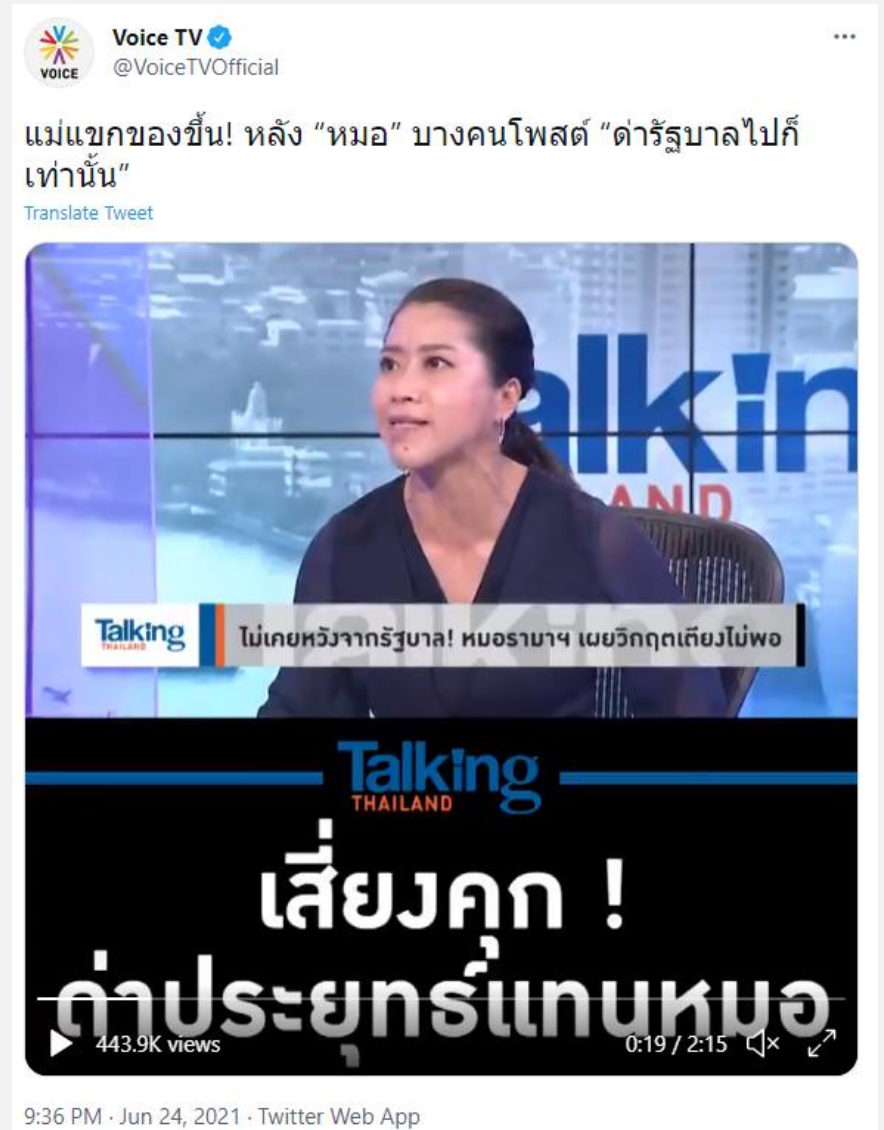 Voice TV
@VoiceTVOfficial
VOICE
แม่แขกของขึ้น! หลัง “หมอ” บางคนโพสต์ “ด่ารัฐบาลไปก็
เท่านั้น”
Translate Tweet
alkin
AND
Talking
THAILAND
ไม่เคยหวังจากรัฐบาล! หมอรามาฯ เผยวิกฤตเตียงไม่พอ
Talking
THAILAND
เสี่ยงคุก !
ด่าประยุทธ์แทนหมอ
443.9K views
0:19 / 2:15
9:36 PM · Jun 24, 2021 · Twitter Web App